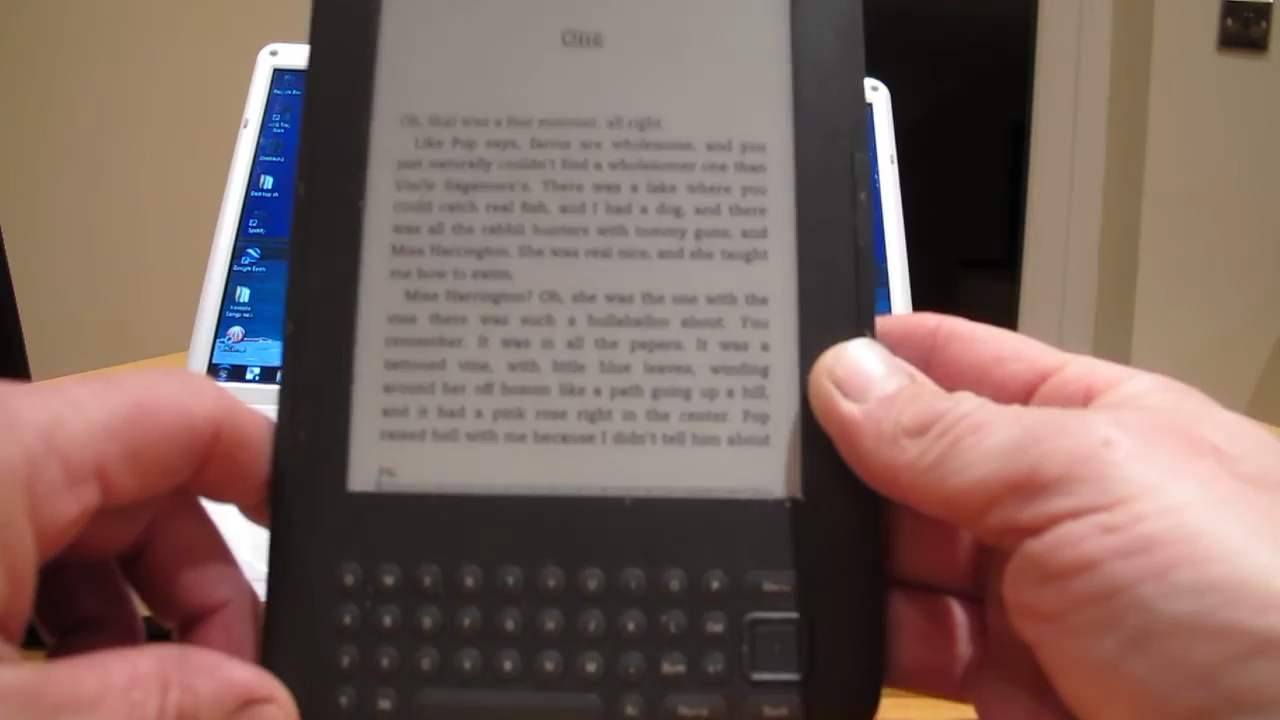 One
Oh, that was a fine summer, all right.
Like Pop says, farms are wholesome, and you
just naturally couldn't find a wholesomer one than
Uncle Sagamore's. There was a lake where you
could catch real fish, and I had a dog, and there
was all the rabbit hunters with tommy guns, and
Miss Harrington. She was real nice, and she taught
me how to swim.
Miss Harrington? Oh, she was the one with the
vine there was such a hullabaloo about. You
remember. It was in all the papers. It was a
tattooed vine, with little blue leaves, winding
around her off bosom like a path going up a hill,
and it had a pink rose right in the center. Pop
raised hell with me because I didn't tell him about
Google Earth